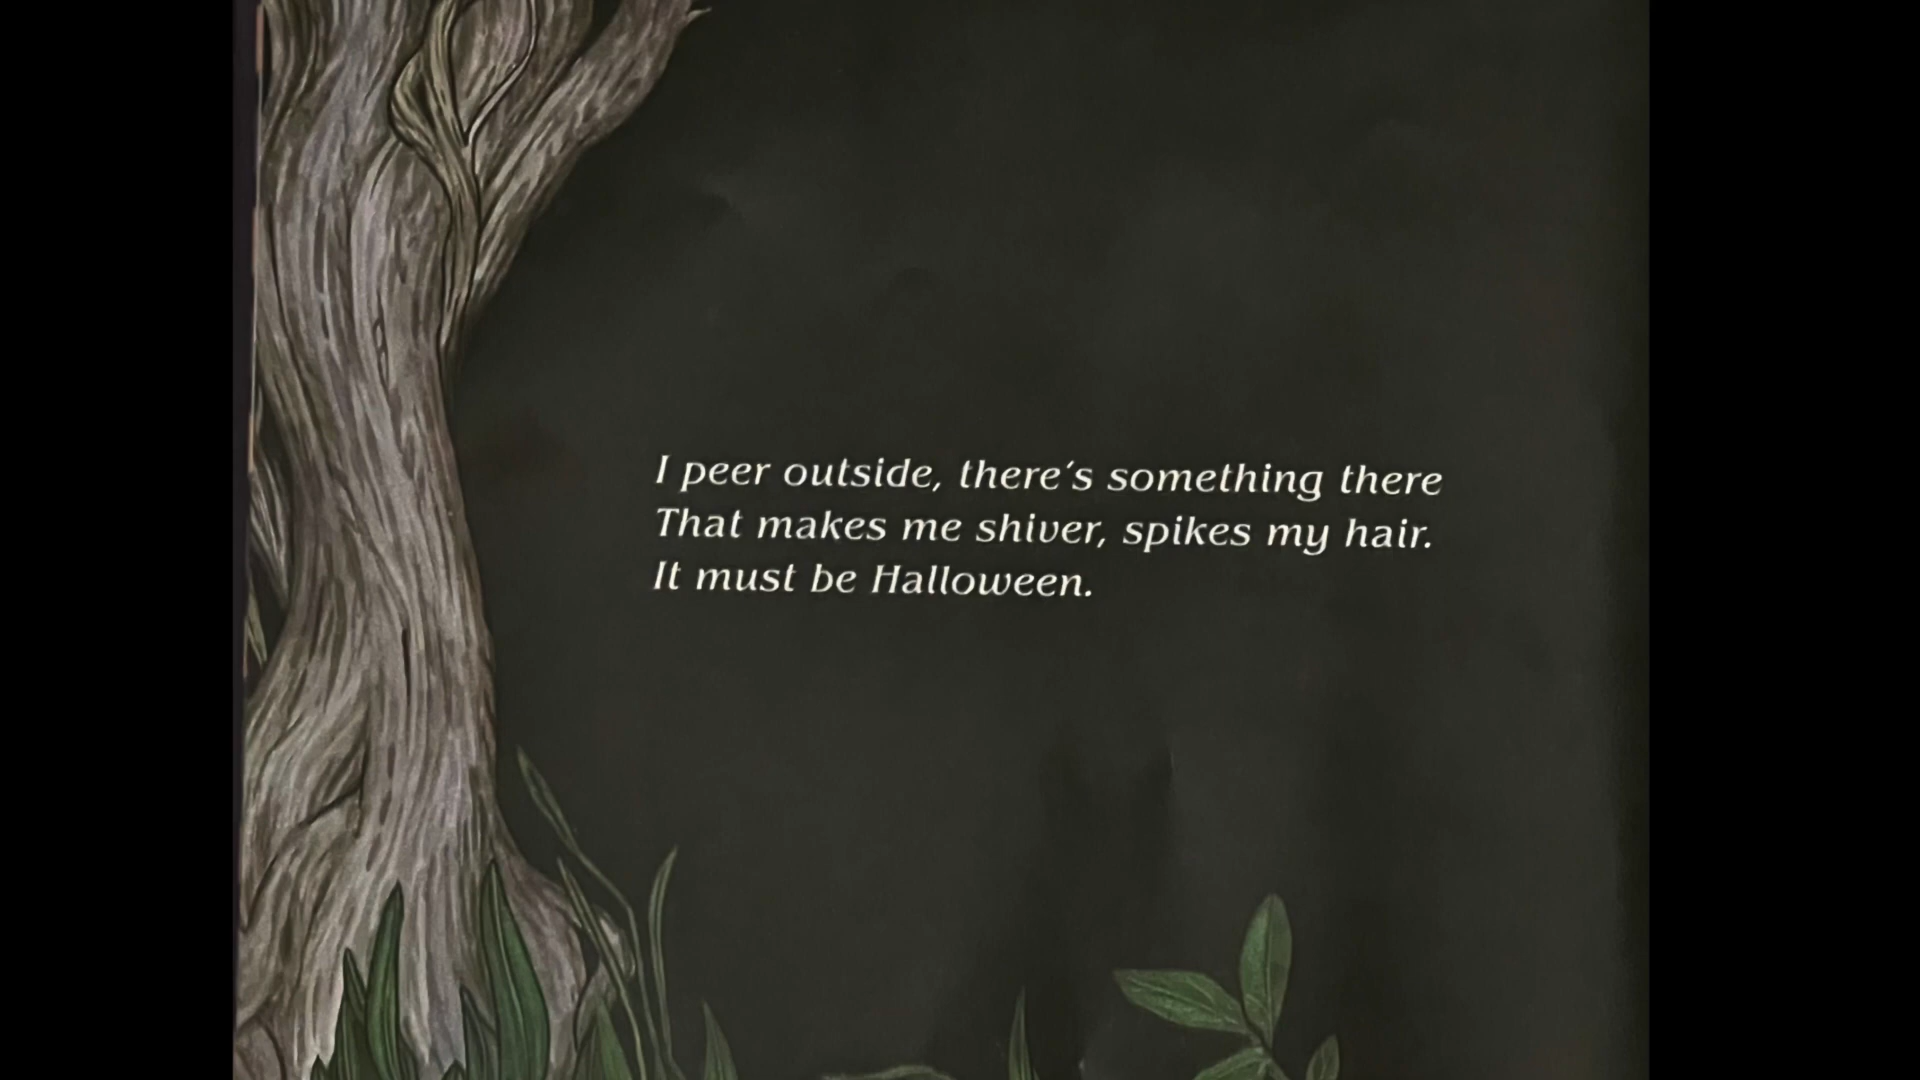 I peer outside, there's something there
That makes me shiver, spikes my hair.
It must be Halloween.